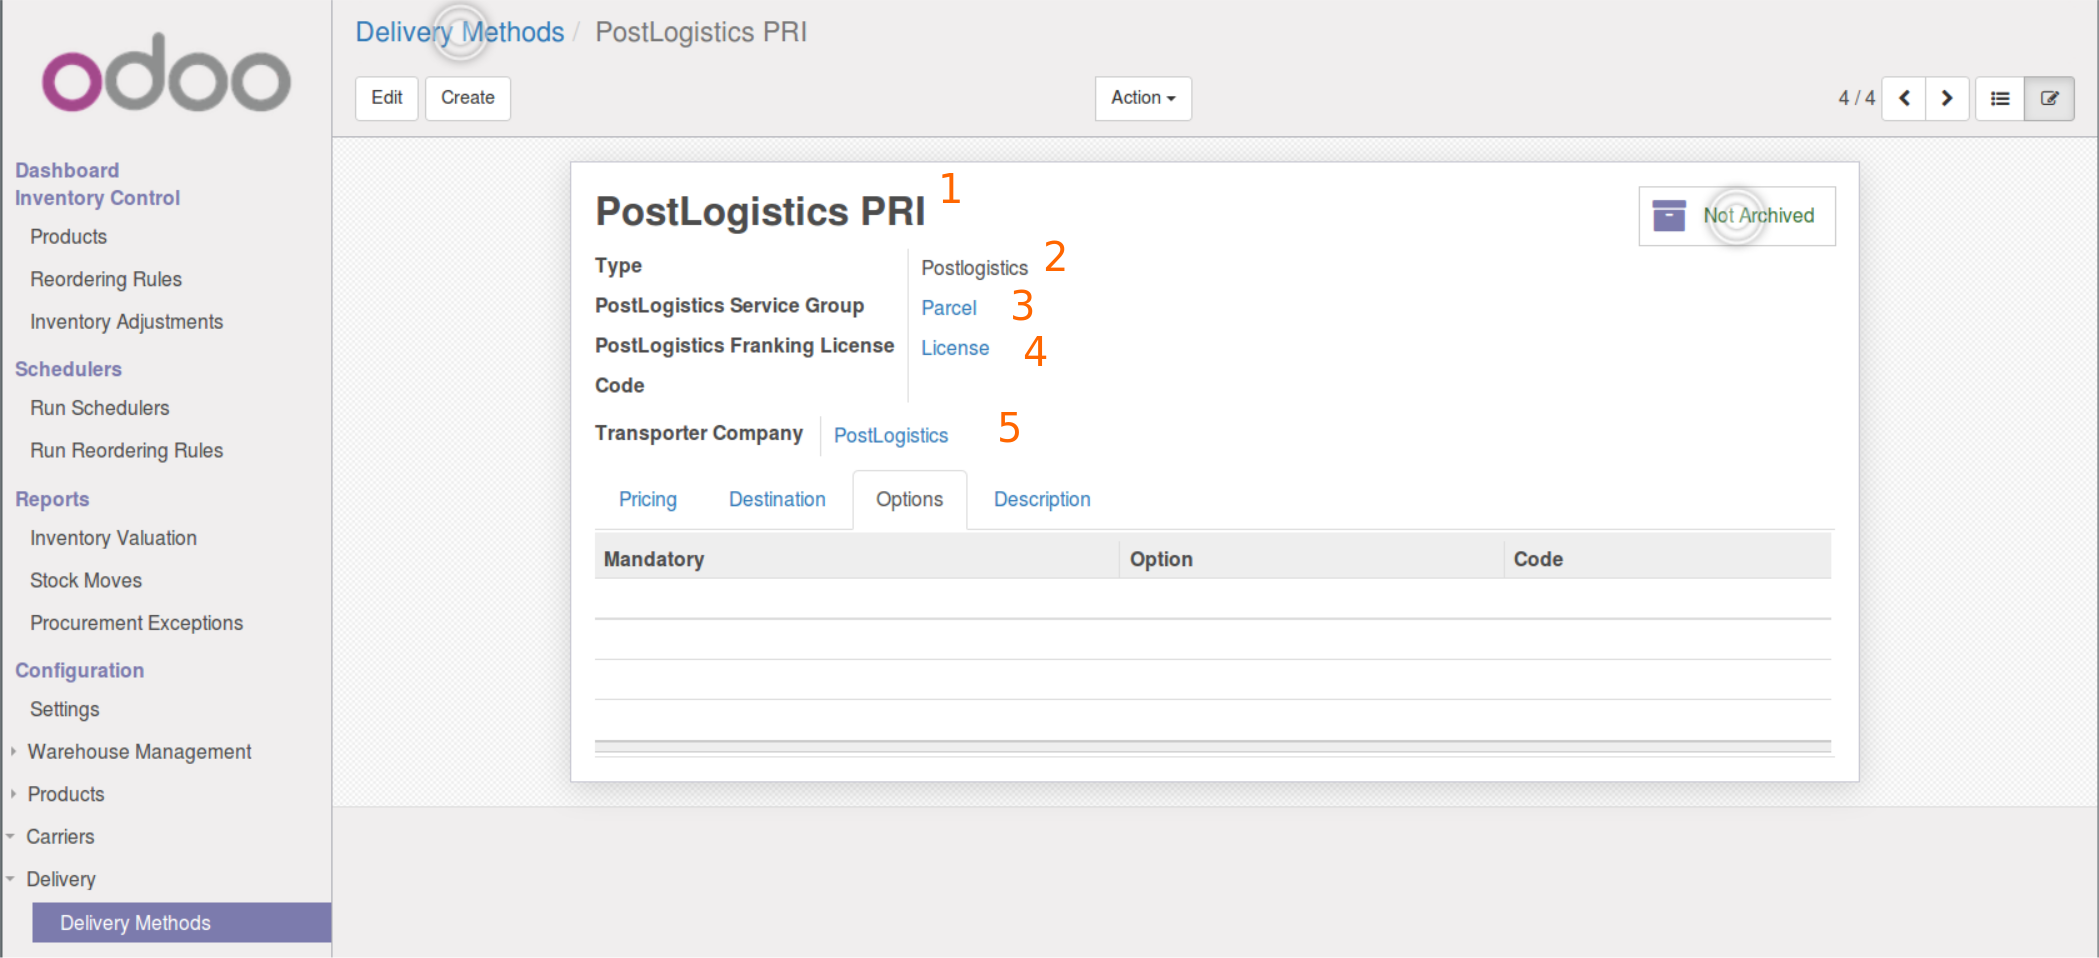 odoo
Dashboard
Inventory Control
Products
Reordering Rules
Inventory Adjustments
Schedulers
Run Schedulers
Run Reordering Rules
Reports
Inventory Valuation
Stock Moves
Procurement Exceptions
Configuration
Settings
Warehouse Management
Products
Carriers
Delivery
Delivery Methods
Delivery Methods / PostLogistics PRI
Edit Create Action 4 / 4
PostLogistics PRI 1
Not Archived
Type Postlogistics 2
PostLogistics Service Group Parcel 3
PostLogistics Franking License License 4
Code
Transporter Company PostLogistics 5
Pricing Destination Options Description
Mandatory Option Code